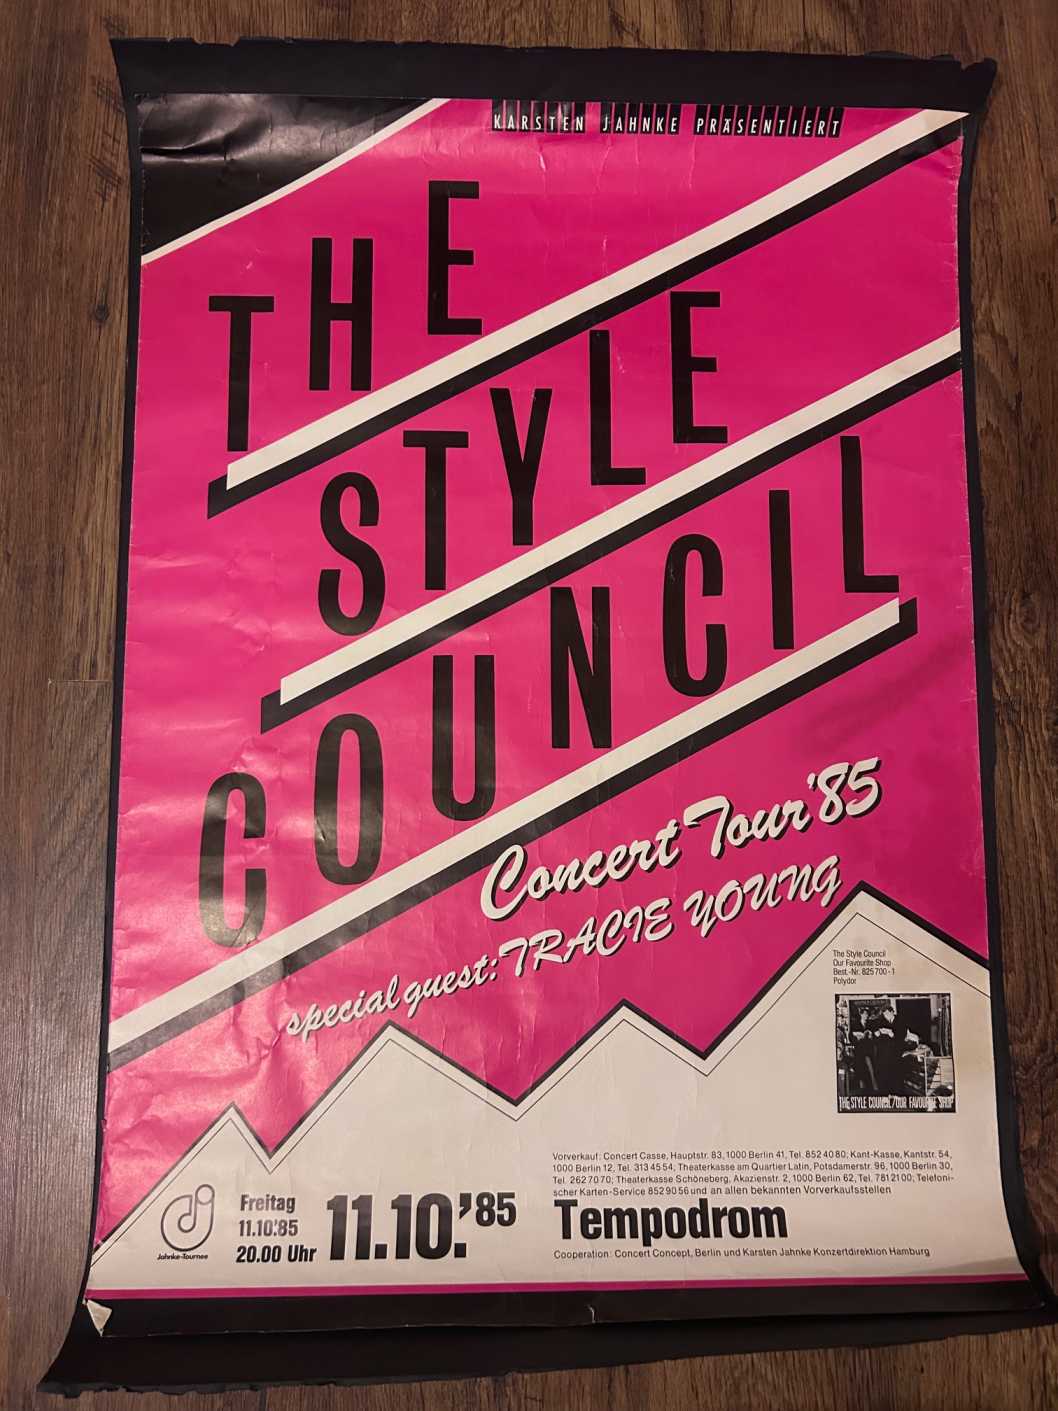 KARSTEN JAHNKE PRÄSENTIERT
THE
STYLE
COUNCIL
Concert Tour '85
special guest: TRACIE YOUNG
The Style Council
Our Favourite Shop
Best.-Nr. 825 700-1
Polydor
THE STYLE COUNCIL/OUR FAVOURITE SHOP
Vorverkauf: Concert Casse, Hauptstr. 83, 1000 Berlin 41, Tel. 852 40 80; Kant-Kasse, Kantstr. 54,
1000 Berlin 12, Tel. 313 45 54; Theaterkasse am Quartier Latin, Potsdamerstr. 96, 1000 Berlin 30,
Tel. 262 70 70; Theaterkasse Schöneberg, Akazienstr. 2, 1000 Berlin 62, Tel. 781 21 00; Telefoni-
scher Karten-Service 852 90 56 und an allen bekannten Vorverkaufsstellen
Jahnke-Tournee
Freitag
11.10.'85
20.00 Uhr
11.10.'85
Tempodrom
Cooperation: Concert Concept, Berlin und Karsten Jahnke Konzertdirektion Hamburg